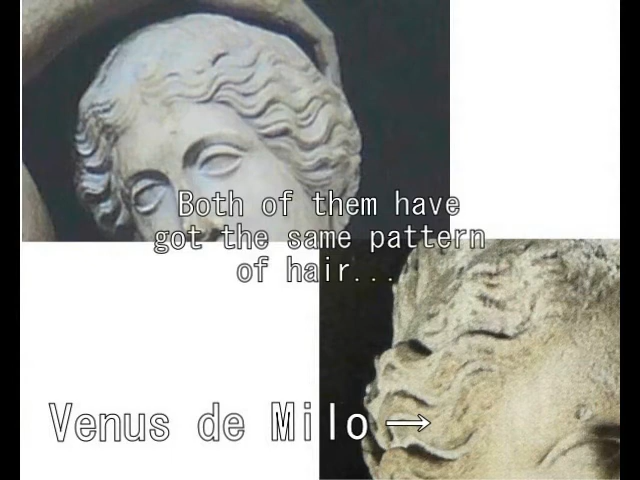 Both of them have
got the same pattern
of hair...
Venus de Milo →